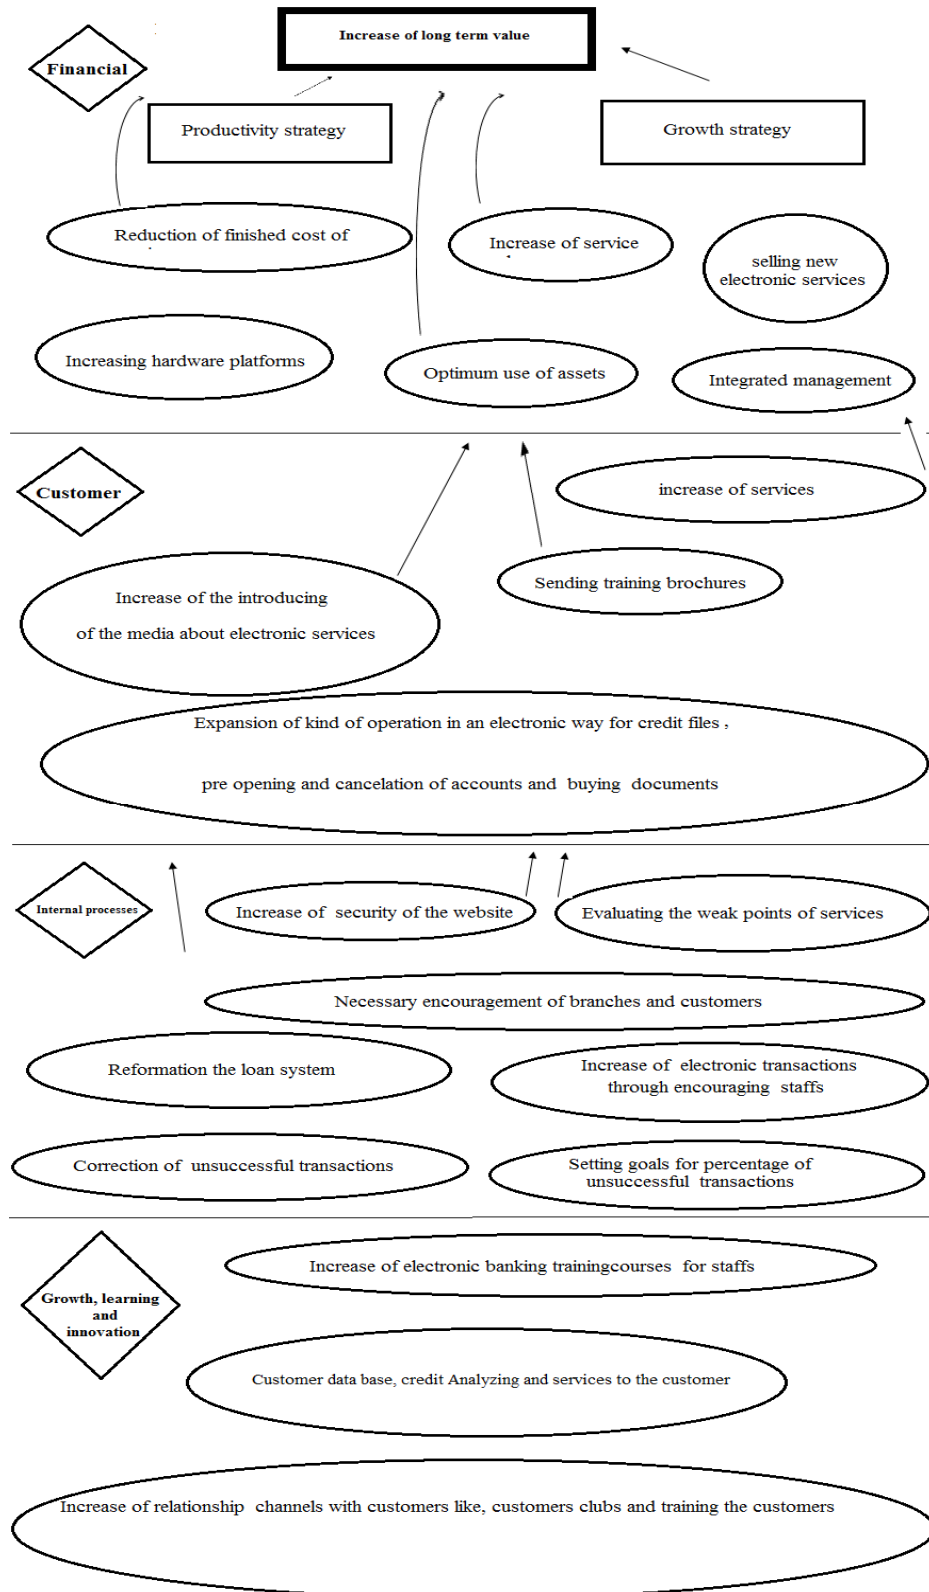 Increase of long term value
Financial
Productivity strategy
Growth strategy
Reduction of finished cost of
Increase of service
selling new
electronic services
Increasing hardware platforms
Optimum use of assets
Integrated management
Customer
increase of services
Sending training brochures
Increase of the introducing
of the media about electronic services
Expansion of kind of operation in an electronic way for credit files ,
pre opening and cancelation of accounts and buying documents
Internal processes
Increase of security of the website
Evaluating the weak points of services
Necessary encouragement of branches and customers
Reformation the loan system
Increase of electronic transactions
through encouraging staffs
Correction of unsuccessful transactions
Setting goals for percentage of
unsuccessful transactions
Increase of electronic banking trainingcourses for staffs
Growth, learning
and
innovation
Customer data base, credit Analyzing and services to the customer
Increase of relationship channels with customers like, customers clubs and training the customers